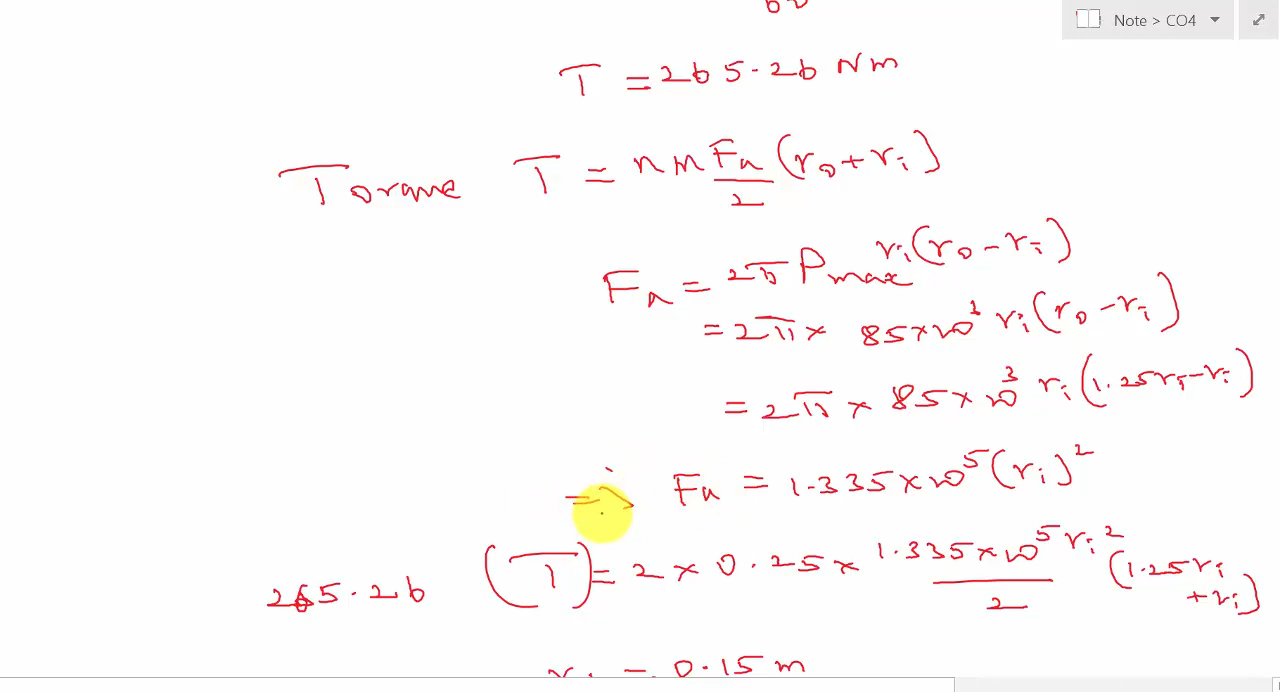 Note > CO4
T = 265.26 Nm
Torque T = n m Fa/2 (ro + ri)
Fa = 2π Pmax ri(ro - ri)
= 2π × 85×10³ ri(ro - ri)
= 2π × 85×10³ ri(1.25ri - ri)
=> Fa = 1.335×10⁵(ri)²
265.26 (T) = 2 × 0.25 × 1.335×10⁵ri²/2 (1.25ri + ri)
ri = 0.15 m